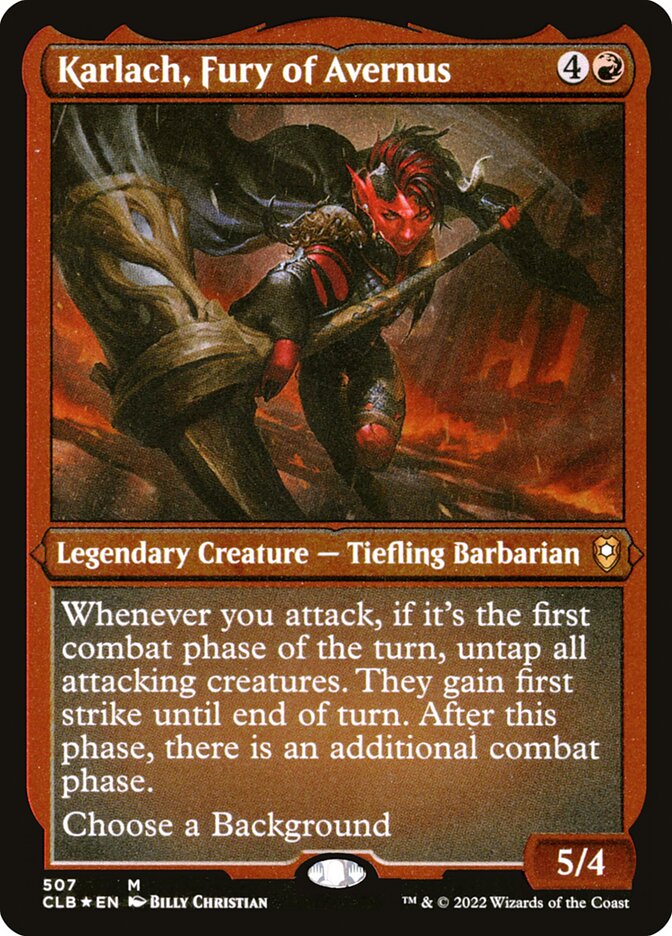 Karlach, Fury of Avernus 4
Legendary Creature — Tiefling Barbarian
Whenever you attack, if it's the first
combat phase of the turn, untap all
attacking creatures. They gain first
strike until end of turn. After this
phase, there is an additional combat
phase.
Choose a Background
5/4
507 M
CLB★EN Billy Christian ™ & © 2022 Wizards of the Coast